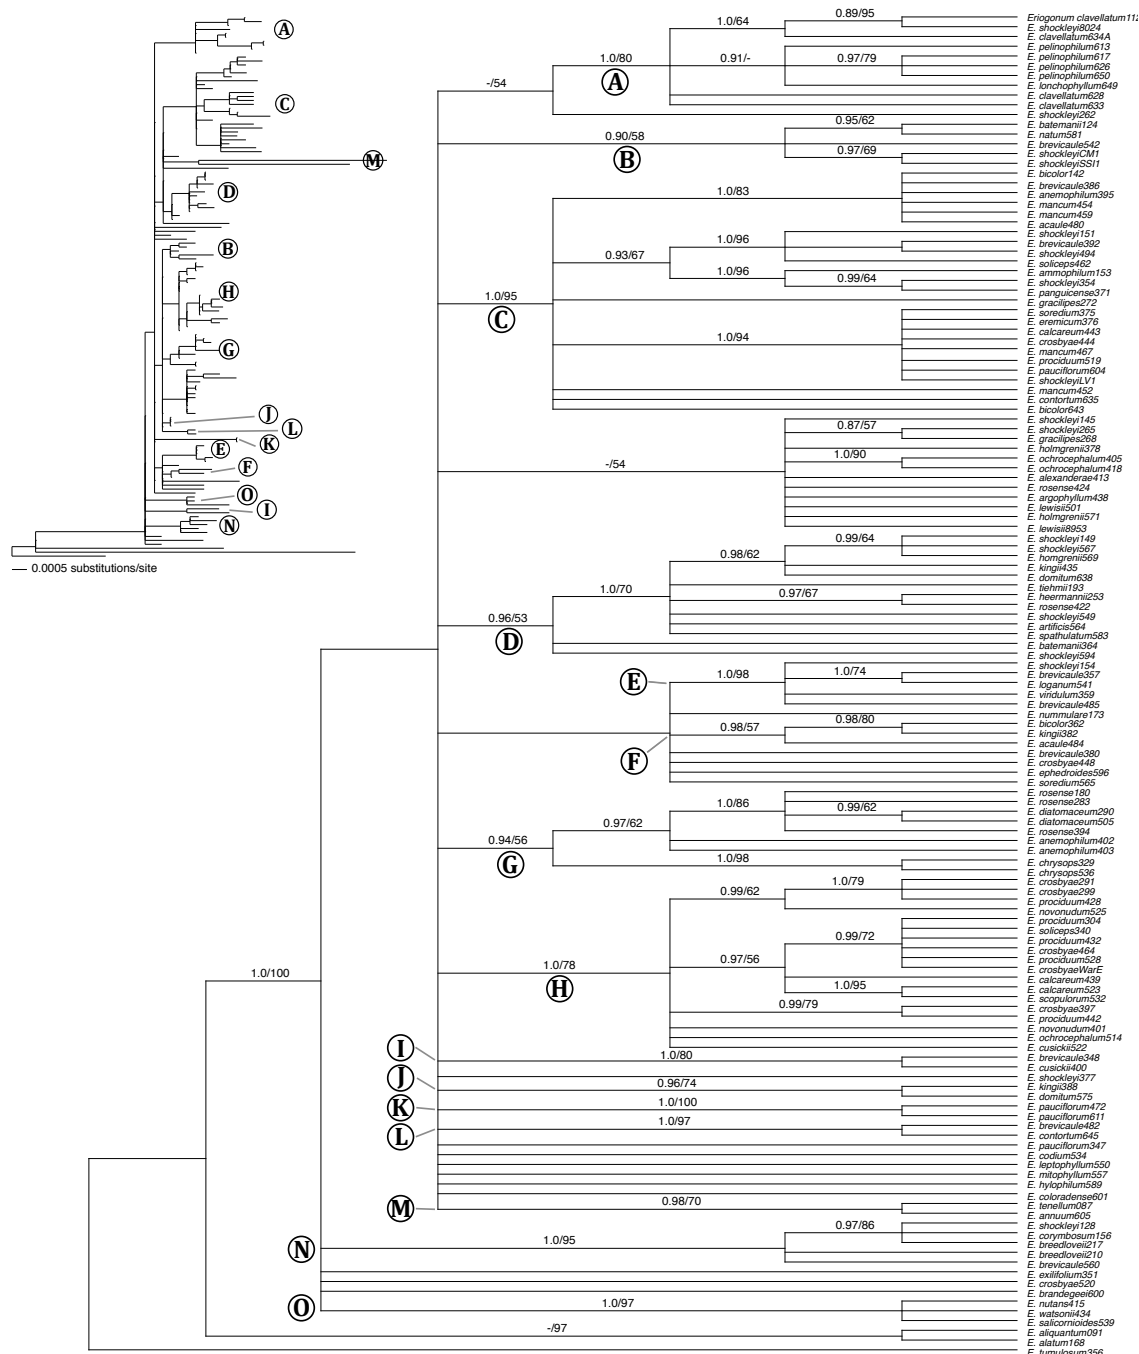 A
C
M
D
B
H
G
J
L
K
E
F
O
I
N
0.0005 substitutions/site
1.0/64
0.89/95
1.0/80
0.91/-
0.97/79
-/54
A
0.90/58
0.95/62
B
0.97/69
1.0/83
0.93/67
1.0/96
1.0/96
0.99/64
1.0/95
C
1.0/94
0.87/57
1.0/90
-/54
0.99/64
0.98/62
1.0/70
0.97/67
0.96/53
D
E
1.0/98
1.0/74
0.98/57
0.98/80
F
1.0/86
0.99/62
0.97/62
0.94/56
G
1.0/98
0.99/62
1.0/79
0.99/72
0.97/56
1.0/95
1.0/78
H
0.99/79
1.0/100
I
1.0/80
J
0.96/74
K
1.0/100
L
1.0/97
M
0.98/70
N
1.0/95
0.97/86
O
1.0/97
-/97
Eriogonum clavellatum112
E. shockleyi8024
E. clavellatum634A
E. pelinophilum613
E. pelinophilum617
E. pelinophilum626
E. pelinophilum650
E. lonchophyllum649
E. clavellatum628
E. clavellatum633
E. shockleyi262
E. batemanii124
E. natum581
E. brevicaule542
E. shockleyiCM1
E. shockleyiSSI1
E. bicolor142
E. brevicaule386
E. anemophilum395
E. mancum454
E. mancum459
E. acaule480
E. shockleyi151
E. brevicaule392
E. shockleyi494
E. soliceps462
E. ammophilum153
E. shockleyi354
E. panguicense371
E. gracilipes272
E. soredium375
E. eremicum376
E. calcareum443
E. crosbyae444
E. mancum467
E. prociduum519
E. pauciflorum604
E. shockleyiLV1
E. mancum452
E. contortum635
E. bicolor643
E. shockleyi145
E. shockleyi265
E. gracilipes268
E. holmgrenii378
E. ochrocephalum405
E. ochrocephalum418
E. alexanderae413
E. rosense424
E. argophyllum438
E. lewisii501
E. holmgrenii571
E. lewisii8953
E. shockleyi149
E. shockleyi567
E. homgrenii569
E. kingii435
E. domitum638
E. tiehmii193
E. heermannii253
E. rosense422
E. shockleyi549
E. artificis564
E. spathulatum583
E. batemanii364
E. shockleyi594
E. shockleyi154
E. brevicaule357
E. loganum541
E. viridulum359
E. brevicaule485
E. nummulare173
E. bicolor362
E. kingii382
E. acaule484
E. brevicaule380
E. crosbyae448
E. ephedroides596
E. soredium565
E. rosense180
E. rosense283
E. diatomaceum290
E. diatomaceum505
E. rosense394
E. anemophilum402
E. anemophilum403
E. chrysops329
E. chrysops536
E. crosbyae291
E. crosbyae299
E. prociduum428
E. novonudum525
E. prociduum304
E. soliceps340
E. prociduum432
E. crosbyae464
E. prociduum528
E. crosbyaeWarE
E. calcareum439
E. calcareum523
E. scopulorum532
E. crosbyae397
E. prociduum442
E. novonudum401
E. ochrocephalum514
E. cusickii522
E. brevicaule348
E. cusickii400
E. shockleyi377
E. kingii388
E. domitum575
E. pauciflorum472
E. pauciflorum611
E. brevicaule482
E. contortum645
E. pauciflorum347
E. codium534
E. leptophyllum550
E. mitophyllum557
E. hylophilum589
E. coloradense601
E. tenellum087
E. annuum605
E. shockleyi128
E. corymbosum156
E. breedloveii217
E. breedloveii210
E. brevicaule560
E. exilifolium351
E. crosbyae520
E. brandegeei600
E. nutans415
E. watsonii434
E. salicornioides539
E. aliquantum091
E. alatum168
E. tumulosum356